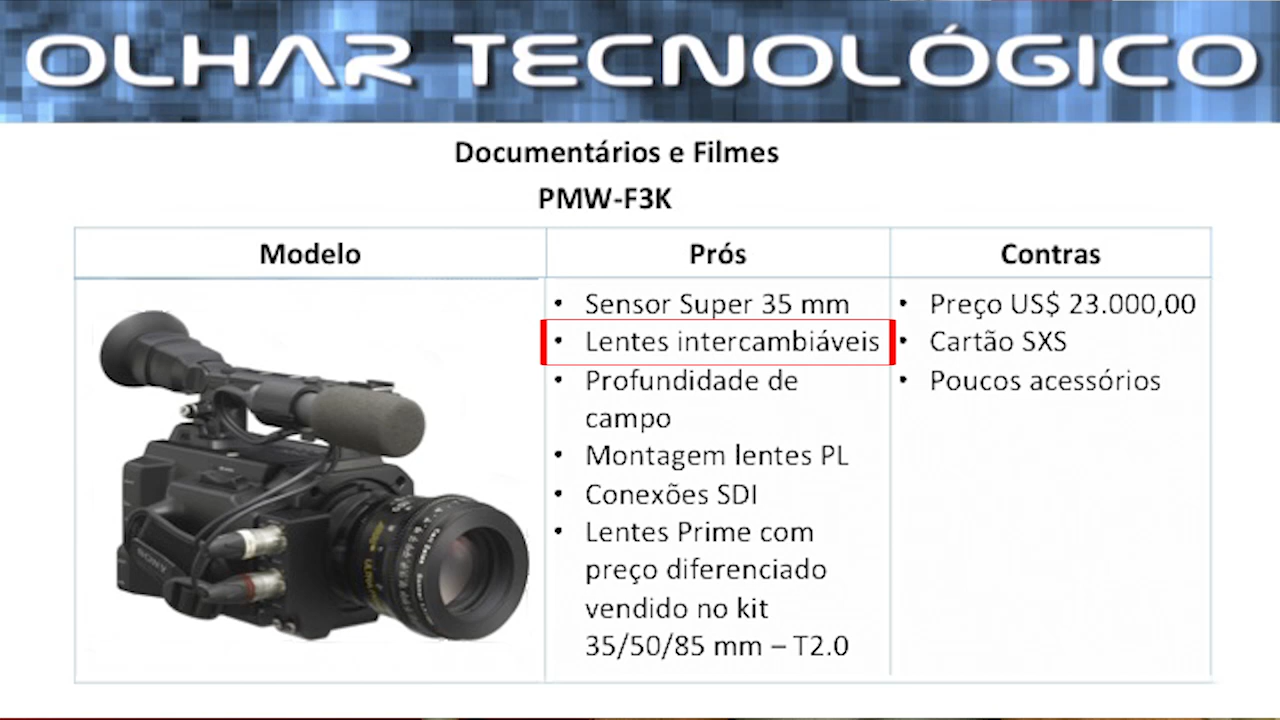 OLHAR TECNOLÓGICO
Documentários e Filmes
PMW-F3K
Modelo
Prós
Contras
• Sensor Super 35 mm
• Lentes intercambiáveis
• Profundidade de
campo
• Montagem lentes PL
• Conexões SDI
• Lentes Prime com
preço diferenciado
vendido no kit
35/50/85 mm – T2.0
• Preço US$ 23.000,00
• Cartão SXS
• Poucos acessórios
SONY